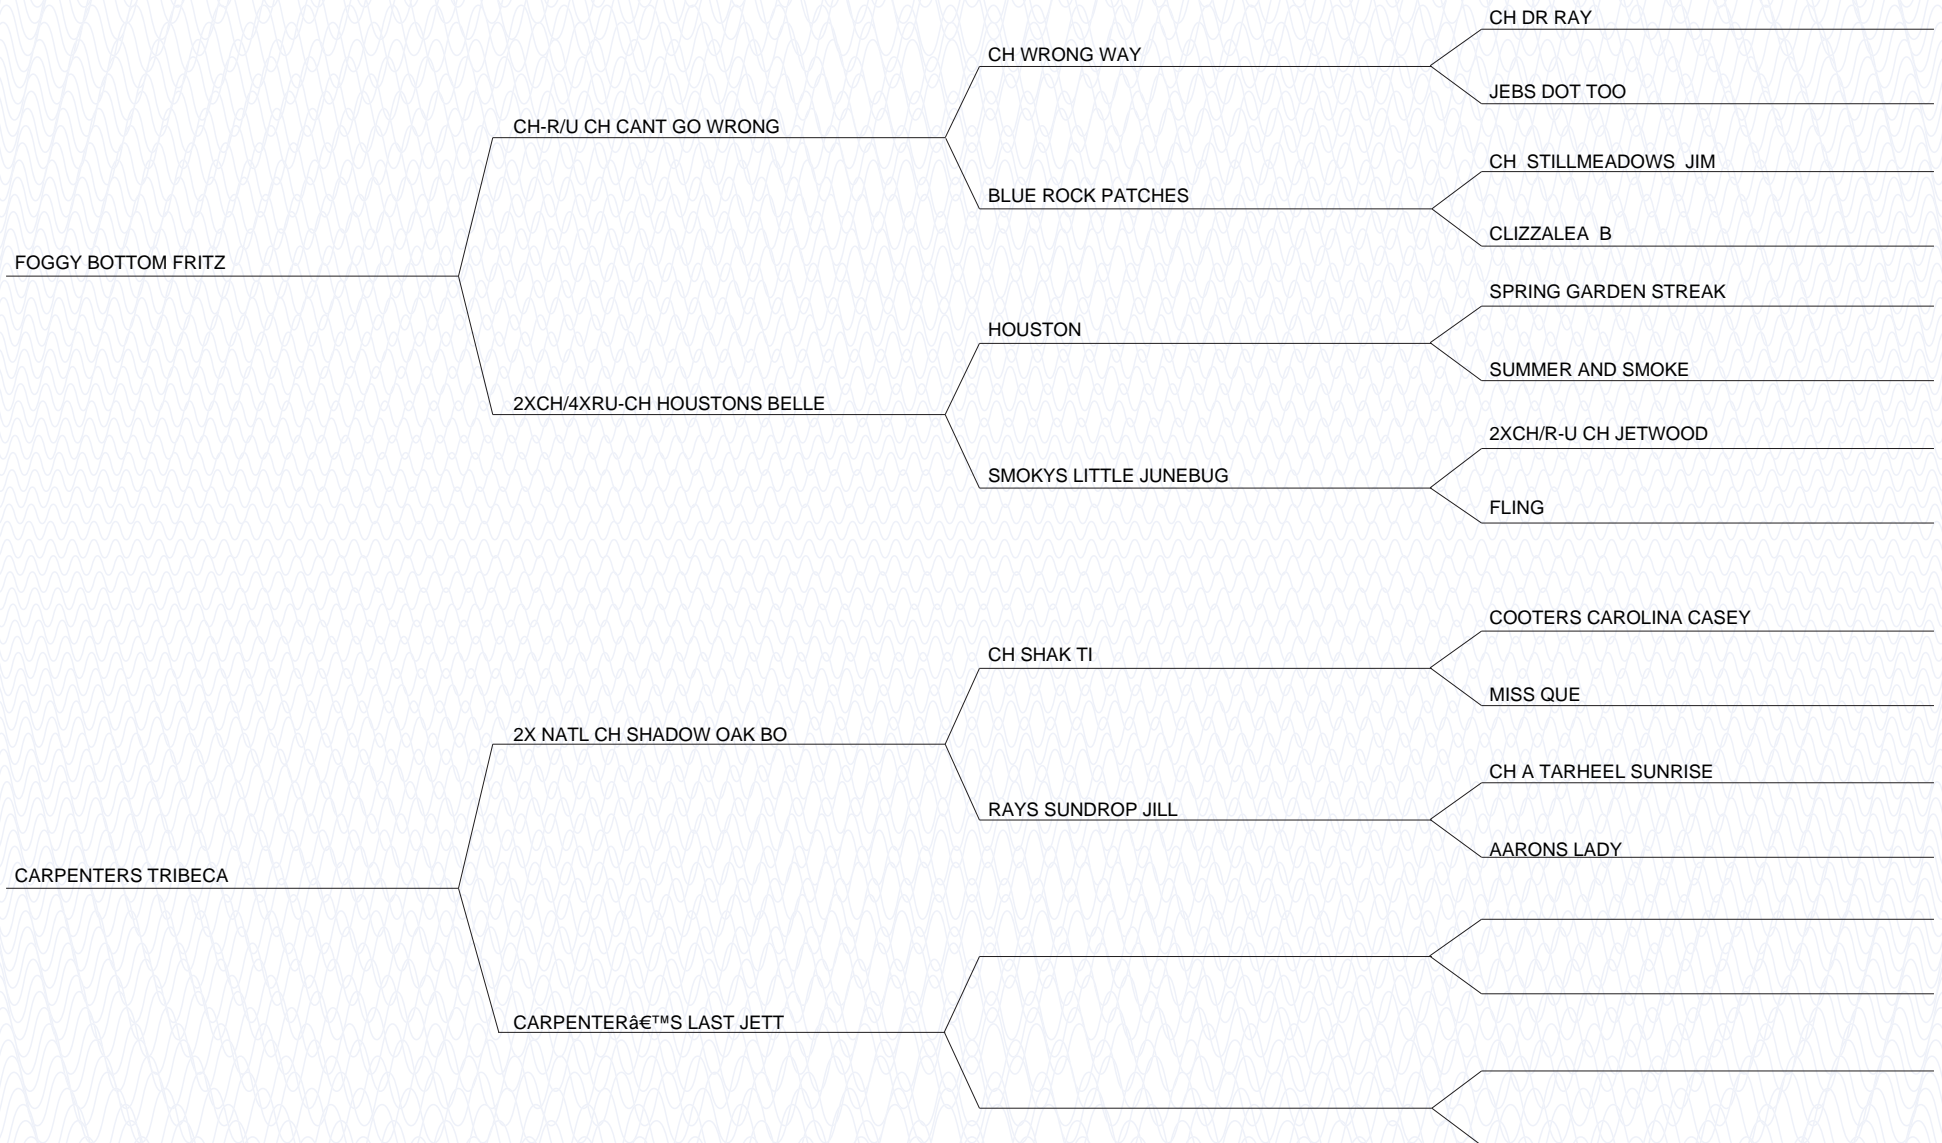 CH DR RAY
CH WRONG WAY
JEBS DOT TOO
CH-R/U CH CANT GO WRONG
CH  STILLMEADOWS  JIM
BLUE ROCK PATCHES
CLIZZALEA  B
FOGGY BOTTOM FRITZ
SPRING GARDEN STREAK
HOUSTON
SUMMER AND SMOKE
2XCH/4XRU-CH HOUSTONS BELLE
2XCH/R-U CH JETWOOD
SMOKYS LITTLE JUNEBUG
FLING
COOTERS CAROLINA CASEY
CH SHAK TI
MISS QUE
2X NATL CH SHADOW OAK BO
CH A TARHEEL SUNRISE
RAYS SUNDROP JILL
AARONS LADY
CARPENTERS TRIBECA
CARPENTERâ€™S LAST JETT